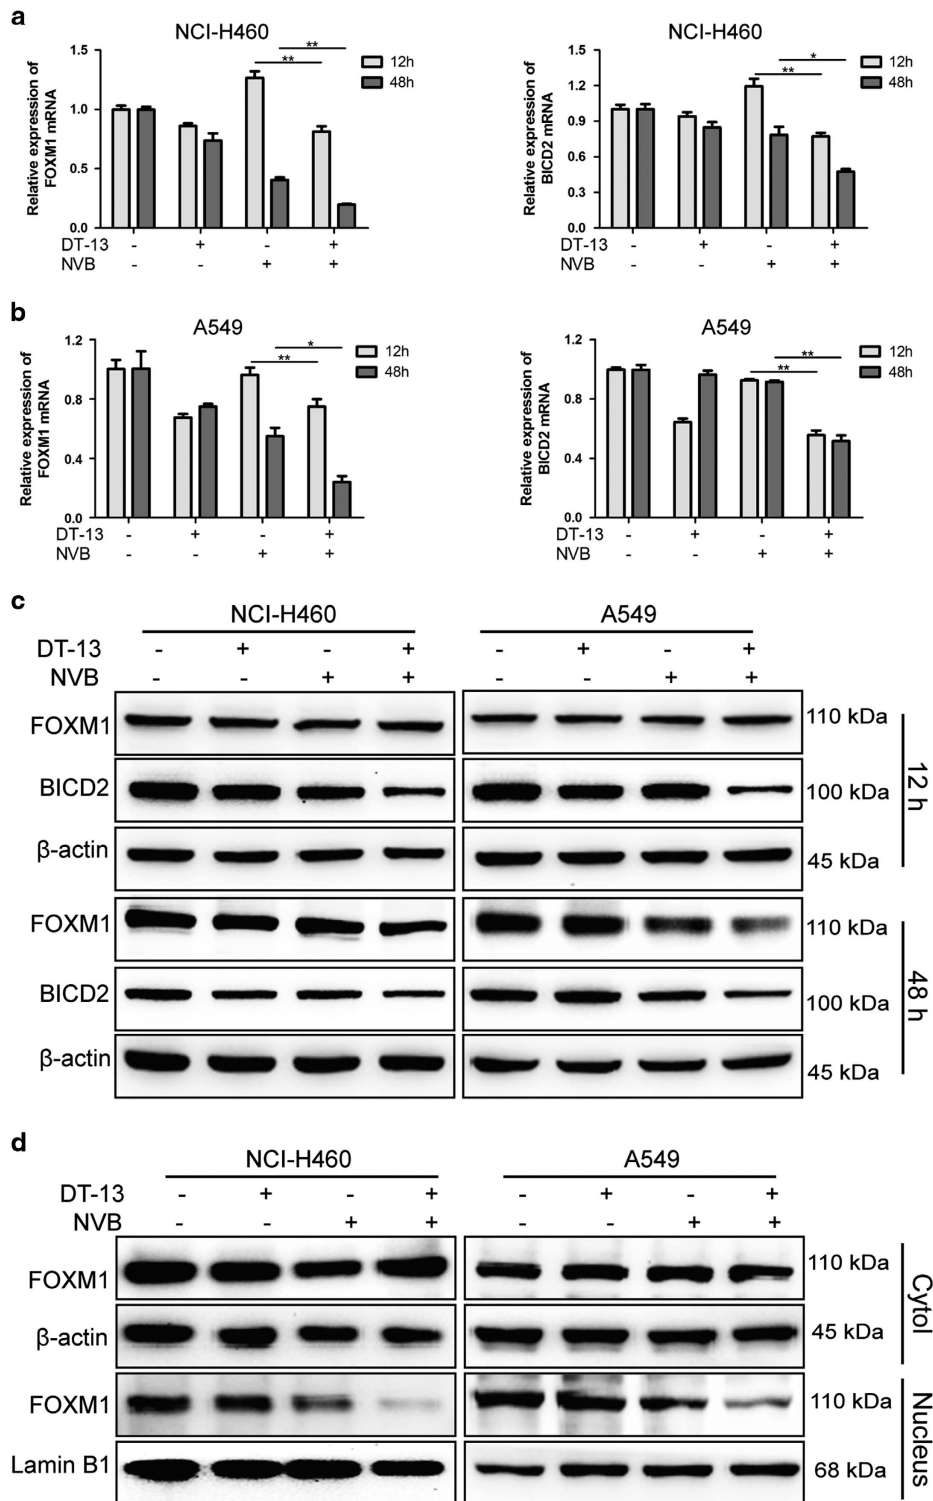 a
NCI-H460
Relative expression of
FOXM1 mRNA
1.5
1.0
0.5
0.0
**
**
12h
48h
DT-13 - + - +
NVB - - + +
NCI-H460
Relative expression of
BICD2 mRNA
1.5
1.2
0.9
0.6
0.3
0.0
*
**
12h
48h
DT-13 - + - +
NVB - - + +
b
A549
Relative expression of
FOXM1 mRNA
1.2
0.8
0.4
0.0
*
**
12h
48h
DT-13 - + - +
NVB - - + +
A549
Relative expression of
BICD2 mRNA
1.2
0.8
0.4
0.0
**
**
12h
48h
DT-13 - + - +
NVB - - + +
c
NCI-H460 A549
DT-13 - + - + - + - +
NVB - - + + - - + +
FOXM1 110 kDa
BICD2 100 kDa
β-actin 45 kDa
12 h
FOXM1 110 kDa
BICD2 100 kDa
β-actin 45 kDa
48 h
d
NCI-H460 A549
DT-13 - + - + - + - +
NVB - - + + - - + +
FOXM1 110 kDa
β-actin 45 kDa
Cytol
FOXM1 110 kDa
Lamin B1 68 kDa
Nucleus